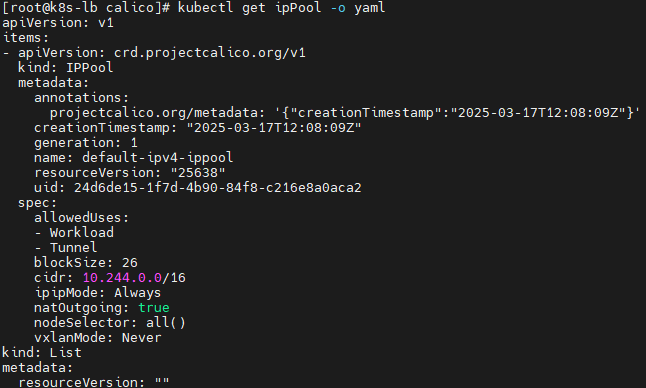 [root@k8s-lb calico]# kubectl get ipPool -o yaml
apiVersion: v1
items:
- apiVersion: crd.projectcalico.org/v1
  kind: IPPool
  metadata:
    annotations:
      projectcalico.org/metadata: '{"creationTimestamp":"2025-03-17T12:08:09Z"}'
    creationTimestamp: "2025-03-17T12:08:09Z"
    generation: 1
    name: default-ipv4-ippool
    resourceVersion: "25638"
    uid: 24d6de15-1f7d-4b90-84f8-c216e8a0aca2
  spec:
    allowedUses:
    - Workload
    - Tunnel
    blockSize: 26
    cidr: 10.244.0.0/16
    ipipMode: Always
    natOutgoing: true
    nodeSelector: all()
    vxlanMode: Never
kind: List
metadata:
  resourceVersion: ""